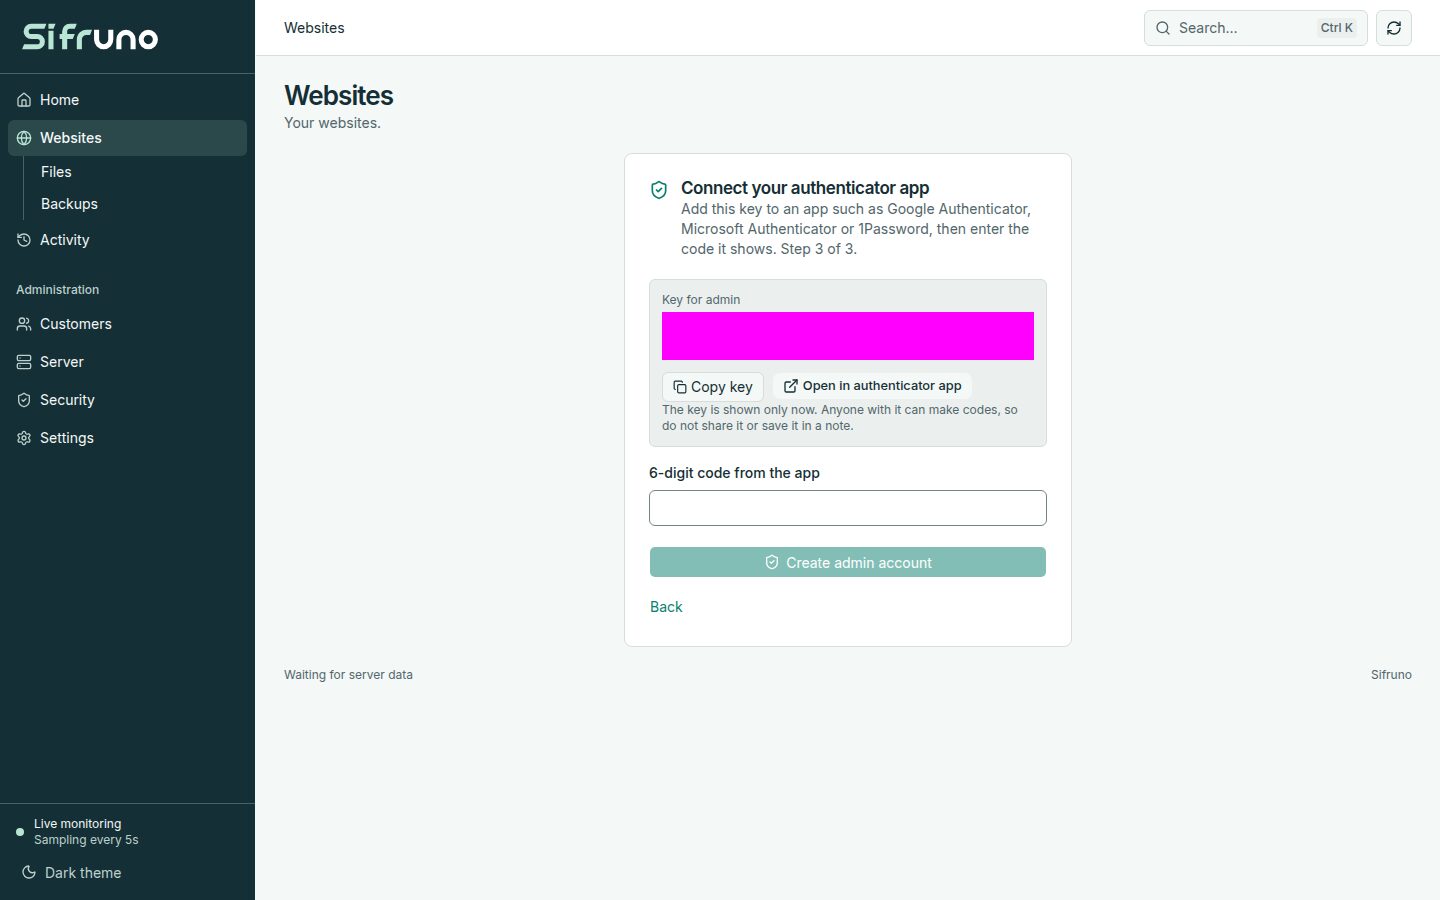 Sifruno
Websites
Search...
Ctrl K
Home
Websites
Files
Backups
Activity
Administration
Customers
Server
Security
Settings
Live monitoring
Sampling every 5s
Dark theme
Websites
Your websites.
Connect your authenticator app
Add this key to an app such as Google Authenticator,
Microsoft Authenticator or 1Password, then enter the
code it shows. Step 3 of 3.
Key for admin
Copy key
Open in authenticator app
The key is shown only now. Anyone with it can make codes, so
do not share it or save it in a note.
6-digit code from the app
Create admin account
Back
Waiting for server data
Sifruno